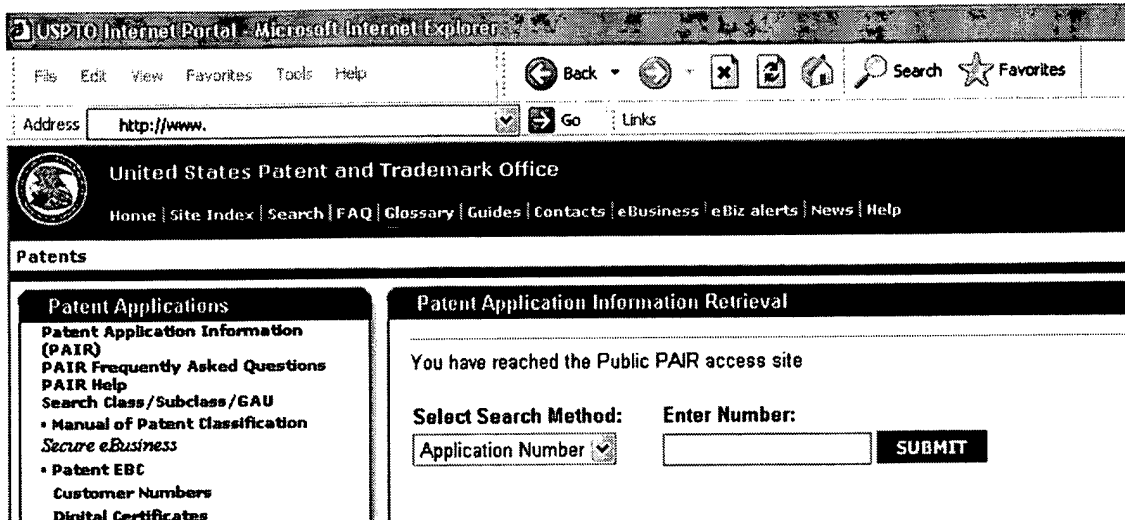 USPTO Internet Portal - Microsoft Internet Explorer
File Edit View Favorites Tools Help
Back Search Favorites
Address http://www. Go Links
United States Patent and Trademark Office
Home | Site Index | Search | FAQ | Glossary | Guides | Contacts | eBusiness | eBiz alerts | News | Help
Patents
Patent Applications
Patent Application Information
(PAIR)
PAIR Frequently Asked Questions
PAIR Help
Search Class/Subclass/GAU
• Manual of Patent Classification
Secure eBusiness
• Patent EBC
Customer Numbers
Digital Certificates
Patent Application Information Retrieval
You have reached the Public PAIR access site
Select Search Method: Enter Number:
Application Number SUBMIT